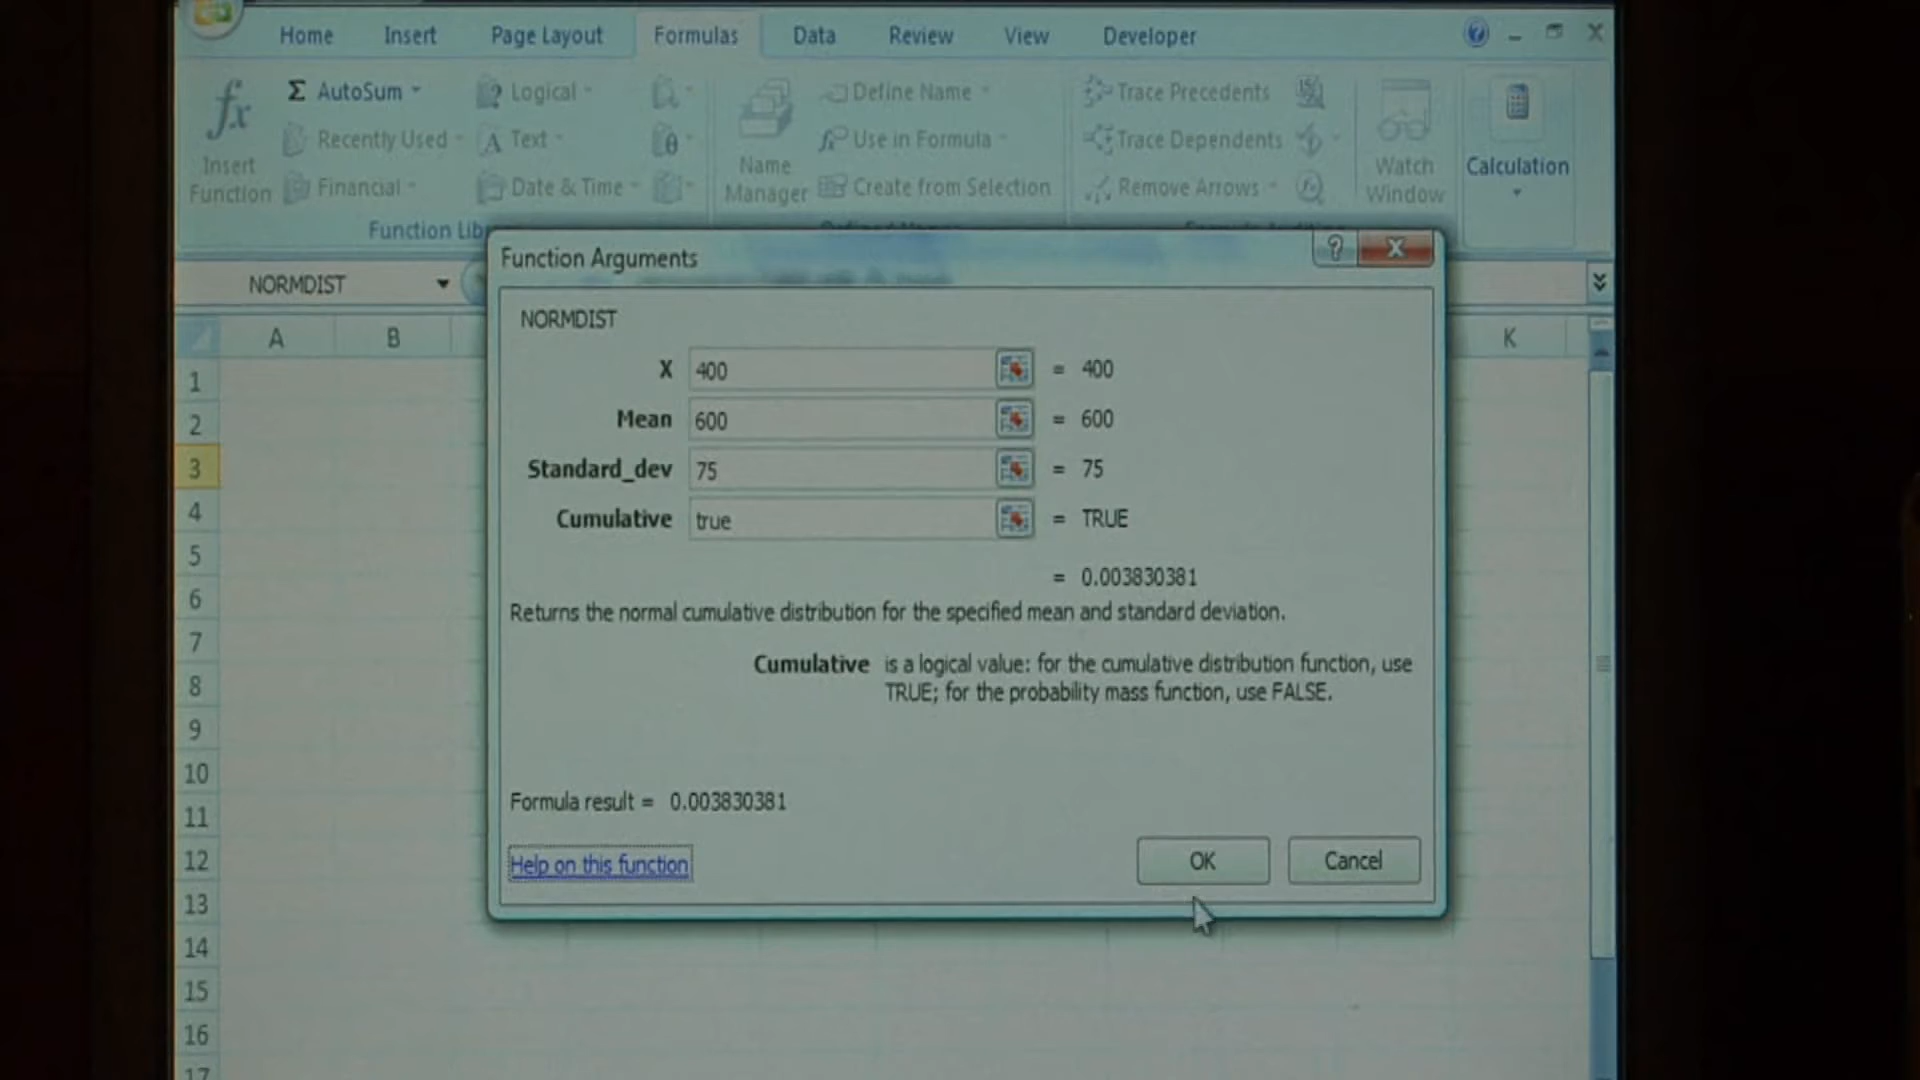 Home Insert Page Layout Formulas Data Review View Developer
Σ AutoSum Logical Define Name Trace Precedents
Recently Used Text Use in Formula Trace Dependents
Insert Function Financial Date & Time Name Manager Create from Selection Remove Arrows Watch Window Calculation
Function Lib
NORMDIST
Function Arguments
A B K
NORMDIST
X 400 = 400
Mean 600 = 600
Standard_dev 75 = 75
Cumulative true = TRUE
= 0.003830381
Returns the normal cumulative distribution for the specified mean and standard deviation.
Cumulative is a logical value: for the cumulative distribution function, use
TRUE; for the probability mass function, use FALSE.
Formula result = 0.003830381
Help on this function
OK Cancel
1
2
3
4
5
6
7
8
9
10
11
12
13
14
15
16
17